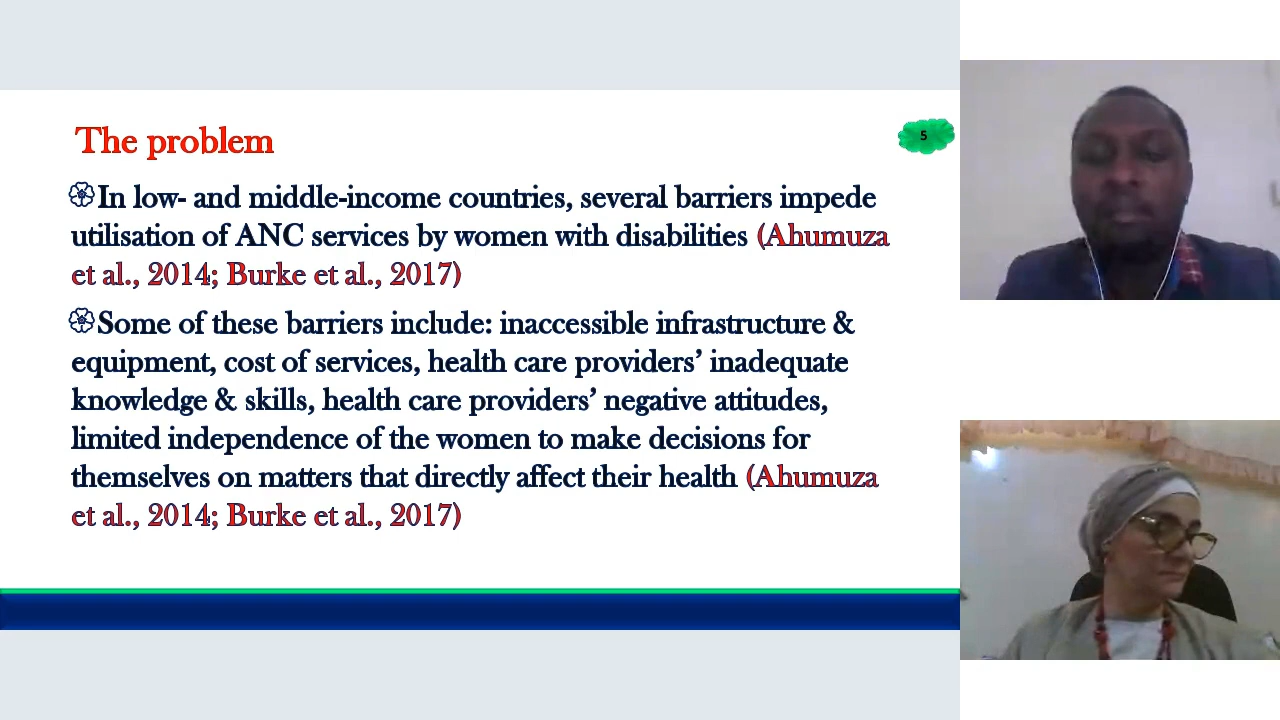 The problem
5
In low- and middle-income countries, several barriers impede
utilisation of ANC services by women with disabilities (Ahumuza
et al., 2014; Burke et al., 2017)
Some of these barriers include: inaccessible infrastructure &
equipment, cost of services, health care providers’ inadequate
knowledge & skills, health care providers’ negative attitudes,
limited independence of the women to make decisions for
themselves on matters that directly affect their health (Ahumuza
et al., 2014; Burke et al., 2017)